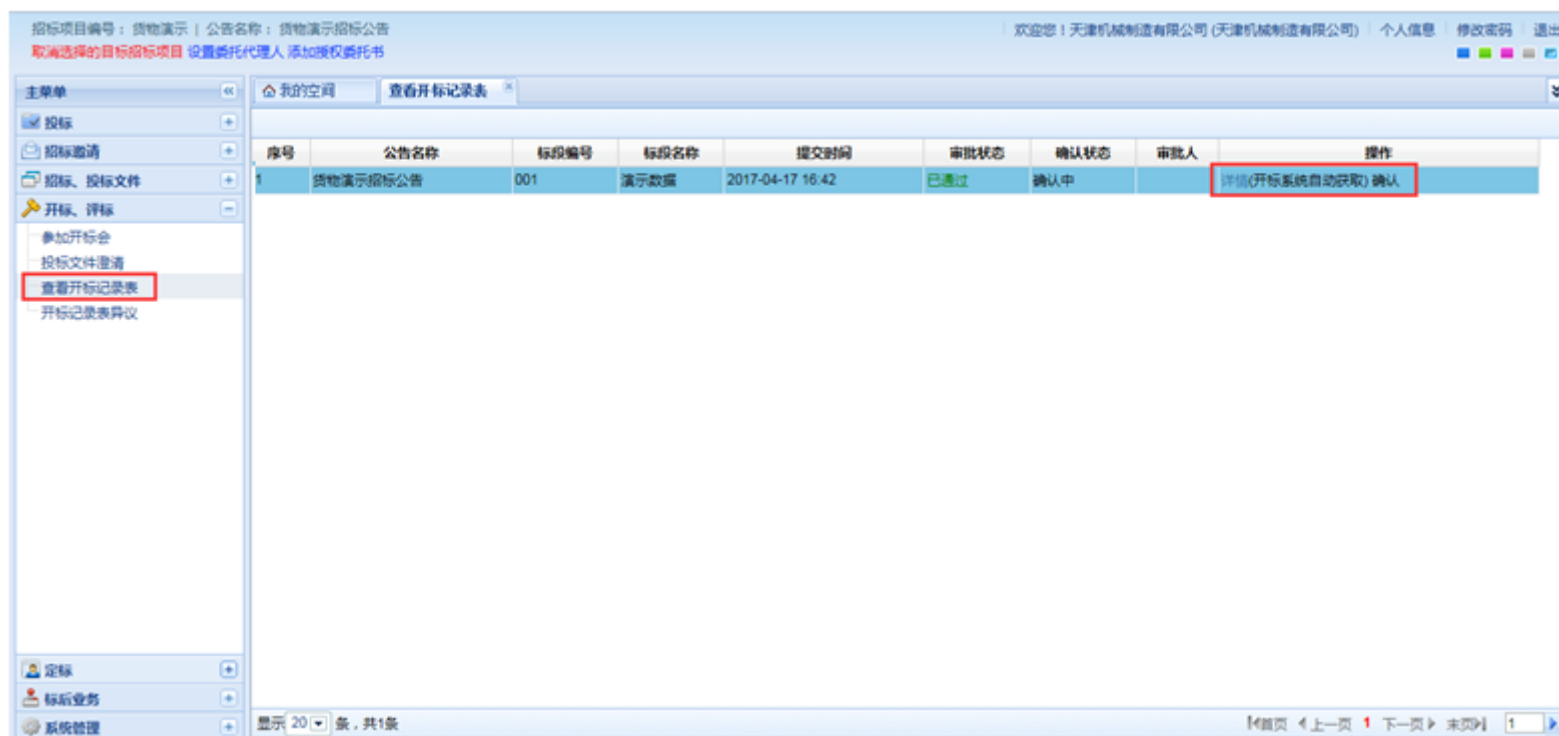 招标项目编号： 货物演示 | 公告名称： 货物演示招标公告
欢迎您！天津机械制造有限公司 (天津机械制造有限公司) 个人信息 修改密码 退出
取消选择的目标招标项目 设置委托代理人 添加授权委托书
主菜单
我的空间 查看开标记录表
投标
招标邀请
招标、投标文件
开标、评标
参加开标会
投标文件澄清
查看开标记录表
开标记录表异议
定标
标后业务
系统管理
序号 公告名称 标段编号 标段名称 提交时间 审批状态 确认状态 审批人 操作
1 货物演示招标公告 001 演示数据 2017-04-17 16:42 已通过 确认中 详情(开标系统自动获取) 确认
显示 20 条，共1条
首页 上一页 1 下一页 末页 1